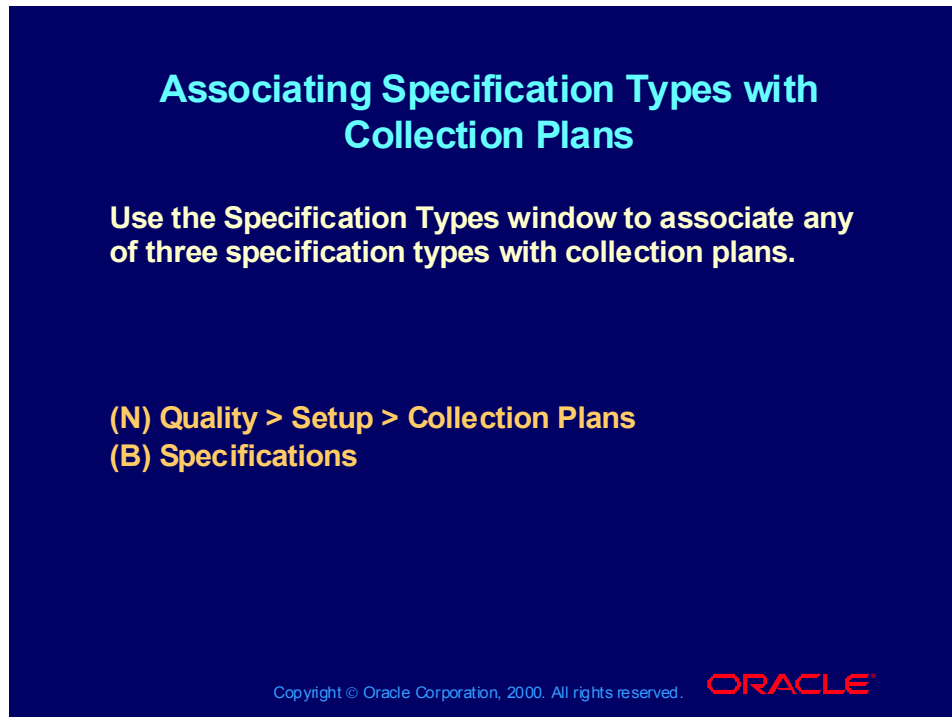 Associating Specification Types with
Collection Plans
Use the Specification Types window to associate any
of three specification types with collection plans.
(N) Quality > Setup > Collection Plans
(B) Specifications
Copyright © Oracle Corporation, 2000. All rights reserved.
ORACLE®